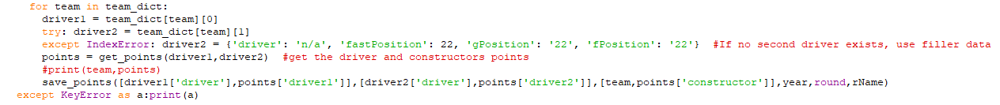 for team in team_dict:
driver1 = team_dict[team][0]
try: driver2 = team_dict[team][1]
except IndexError: driver2 = {'driver': 'n/a', 'fastPosition': 22, 'gPosition': '22', 'fPosition': '22'}  #If no second driver exists, use filler data
points = get_points(driver1,driver2)  #get the driver and constructors points
#print(team,points)
save_points([driver1['driver'],points['driver1']],[driver2['driver'],points['driver2']],[team,points['constructor']],year,round,rName)
except KeyError as a:print(a)